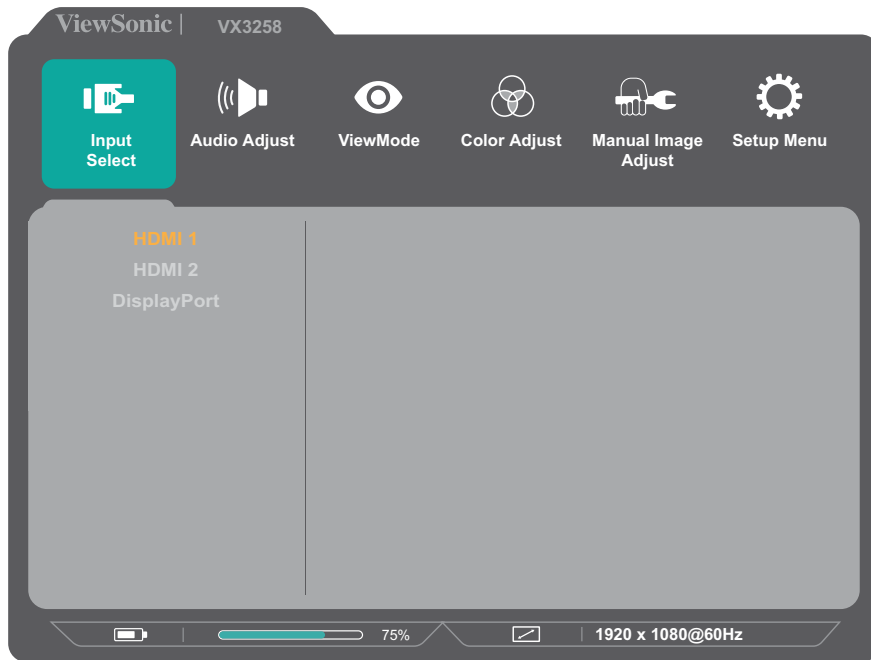 ViewSonic | VX3258
Input Select
Audio Adjust
ViewMode
Color Adjust
Manual Image Adjust
Setup Menu
HDMI 1
HDMI 2
DisplayPort
75%
1920 x 1080@60Hz